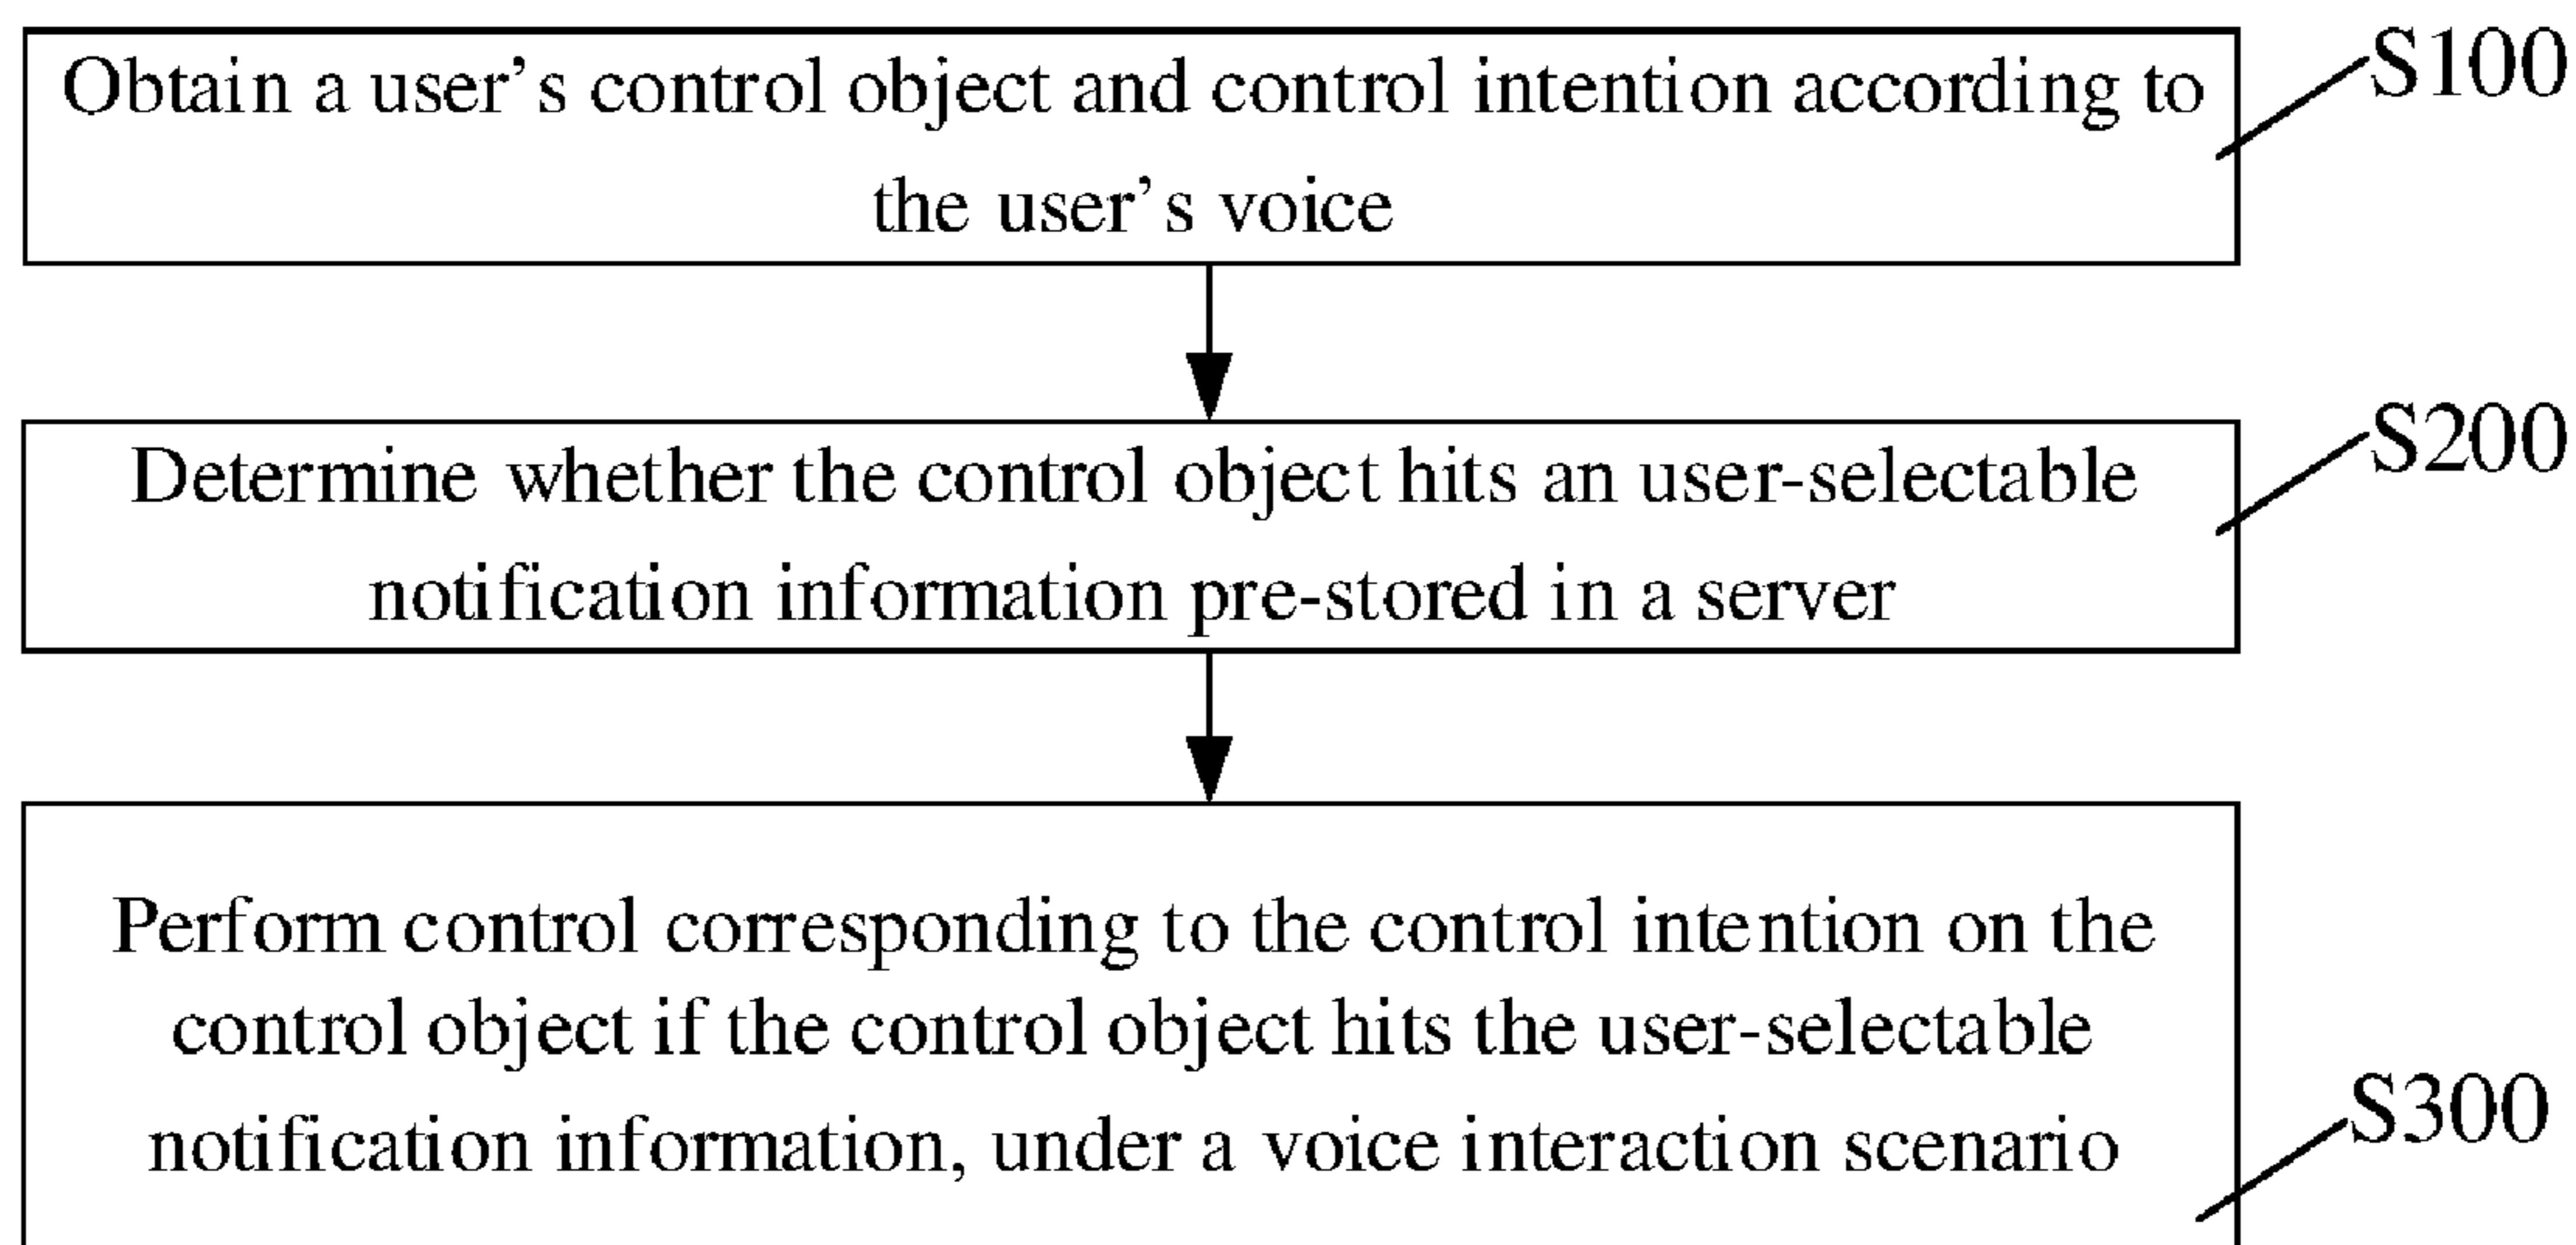 Obtain a user's control object and control intention according to
the user's voice
S100
Determine whether the control object hits an user-selectable
notification information pre-stored in a server
S200
Perform control corresponding to the control intention on the
control object if the control object hits the user-selectable
notification information, under a voice interaction scenario
S300